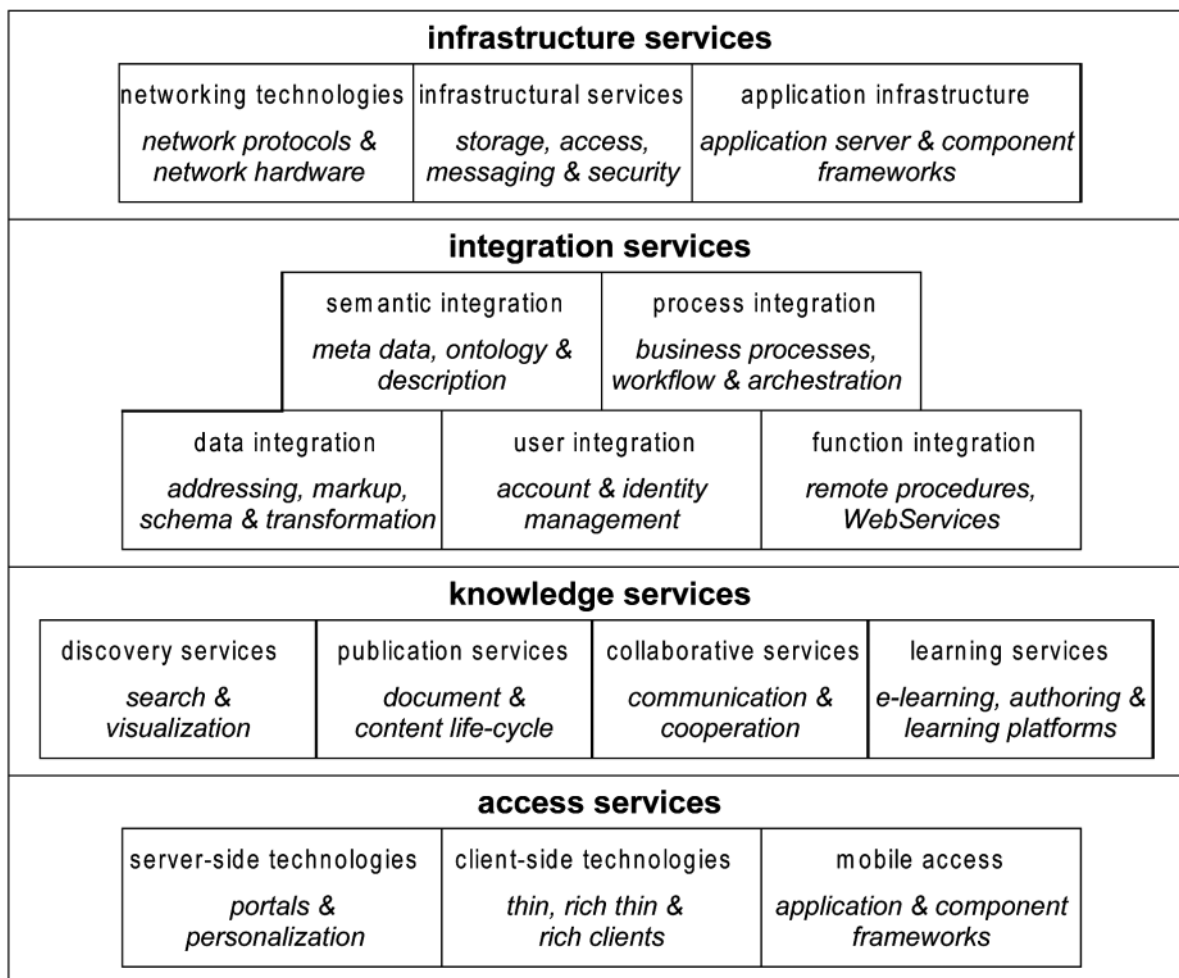 infrastructure services
networking technologies
network protocols &
network hardware
infrastructural services
storage, access,
messaging & security
application infrastructure
application server & component
frameworks
integration services
semantic integration
meta data, ontology &
description
process integration
business processes,
workflow & archestration
data integration
addressing, markup,
schema & transformation
user integration
account & identity
management
function integration
remote procedures,
WebServices
knowledge services
discovery services
search &
visualization
publication services
document &
content life-cycle
collaborative services
communication &
cooperation
learning services
e-learning, authoring &
learning platforms
access services
server-side technologies
portals &
personalization
client-side technologies
thin, rich thin &
rich clients
mobile access
application & component
frameworks